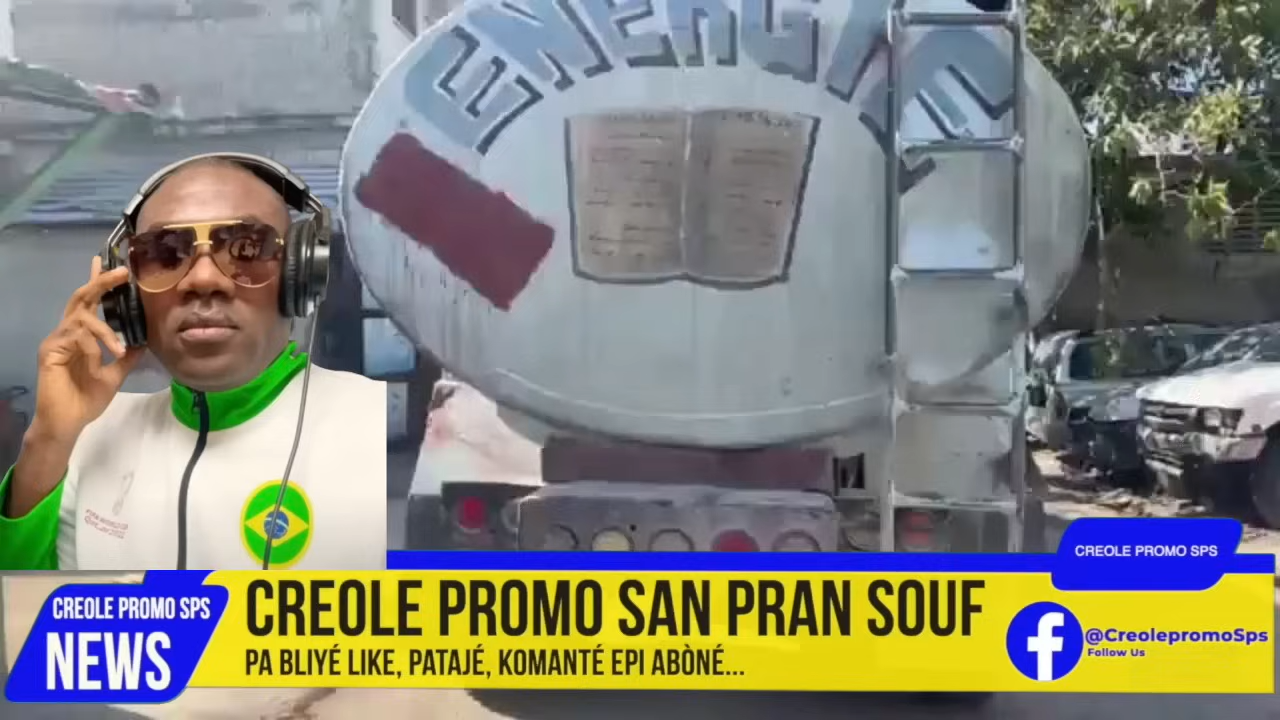 ENERGIE
CREOLE PROMO SPS
CREOLE PROMO SPS
NEWS
CREOLE PROMO SAN PRAN SOUF
PA BLIYÉ LIKE, PATAJÉ, KOMANTÉ EPI ABÒNÉ...
@CreolepromoSps
Follow Us